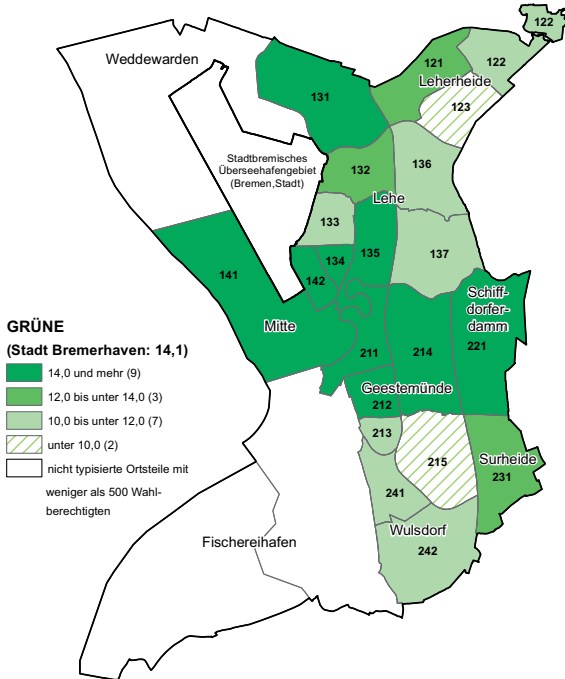 122
Weddewarden
121
122
Leherheide
131
123
Stadtbremisches
Überseehafengebiet
(Bremen,Stadt)
132
136
Lehe
133
135
137
134
141
142
Schiff-
dorfer-
damm
221
GRÜNE
(Stadt Bremerhaven: 14,1)
Mitte
211
214
14,0 und mehr (9)
12,0 bis unter 14,0 (3)
10,0 bis unter 12,0 (7)
unter 10,0 (2)
nicht typisierte Ortsteile mit
weniger als 500 Wahl-
berechtigten
Geestemünde
212
213
215
Surheide
231
241
Wulsdorf
242
Fischereihafen